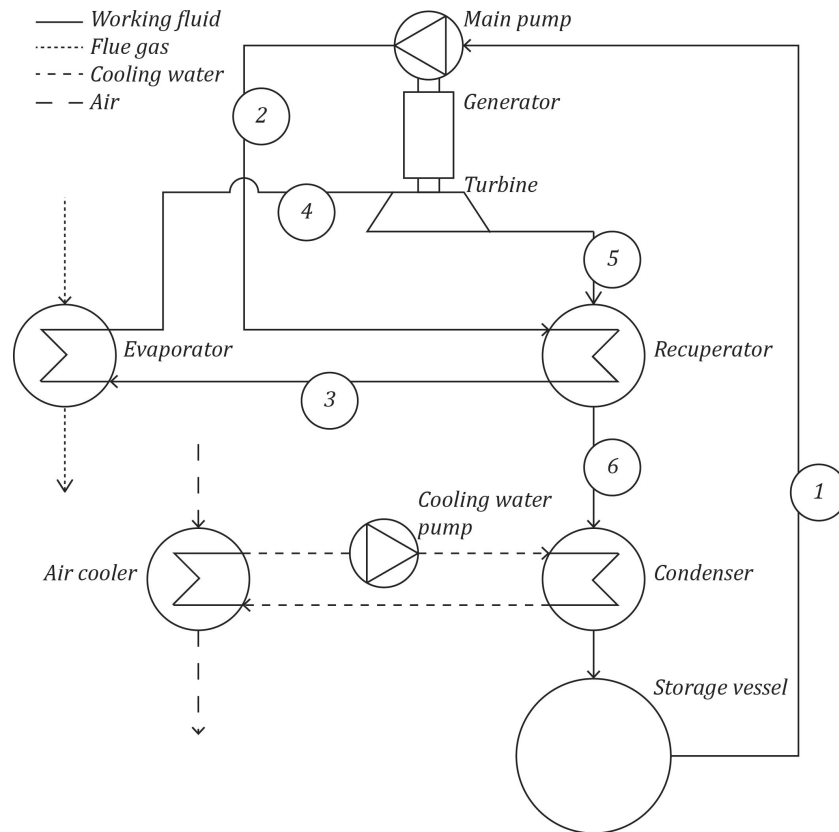 Working fluid
Flue gas
Cooling water
Air
Main pump
2
Generator
Turbine
4
5
Evaporator
Recuperator
3
6
1
Cooling water
pump
Air cooler
Condenser
Storage vessel